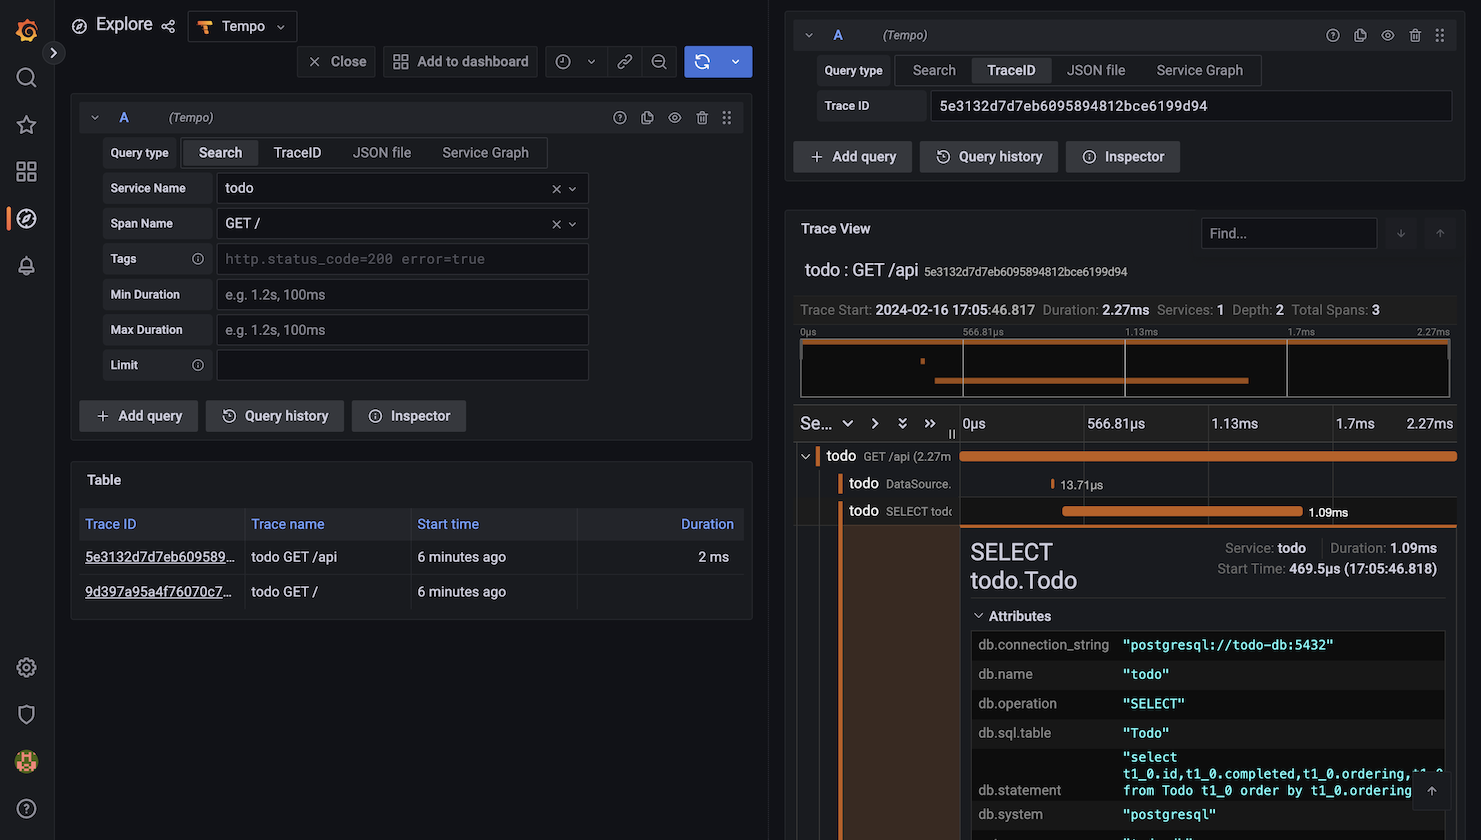 Explore
Tempo
Close
Add to dashboard
A (Tempo)
Query type Search TraceID JSON file Service Graph
Service Name todo
Span Name GET /
Tags http.status_code=200 error=true
Min Duration e.g. 1.2s, 100ms
Max Duration e.g. 1.2s, 100ms
Limit
+ Add query Query history Inspector
Table
Trace ID Trace name Start time Duration
5e3132d7d7eb609589... todo GET /api 6 minutes ago 2 ms
9d397a95a4f76070c7... todo GET / 6 minutes ago
A (Tempo)
Query type Search TraceID JSON file Service Graph
Trace ID 5e3132d7d7eb6095894812bce6199d94
+ Add query Query history Inspector
Trace View
Find...
todo : GET /api 5e3132d7d7eb6095894812bce6199d94
Trace Start: 2024-02-16 17:05:46.817 Duration: 2.27ms Services: 1 Depth: 2 Total Spans: 3
0μs 566.81μs 1.13ms 1.7ms 2.27ms
Se... 0μs 566.81μs 1.13ms 1.7ms 2.27ms
todo GET /api (2.27m
todo DataSource. 13.71μs
todo SELECT todo 1.09ms
SELECT todo.Todo
Service: todo Duration: 1.09ms
Start Time: 469.5μs (17:05:46.818)
Attributes
db.connection_string "postgresql://todo-db:5432"
db.name "todo"
db.operation "SELECT"
db.sql.table "Todo"
"select
t1_0.id,t1_0.completed,t1_0.ordering,
db.statement from Todo t1_0 order by t1_0.ordering
db.system "postgresql"